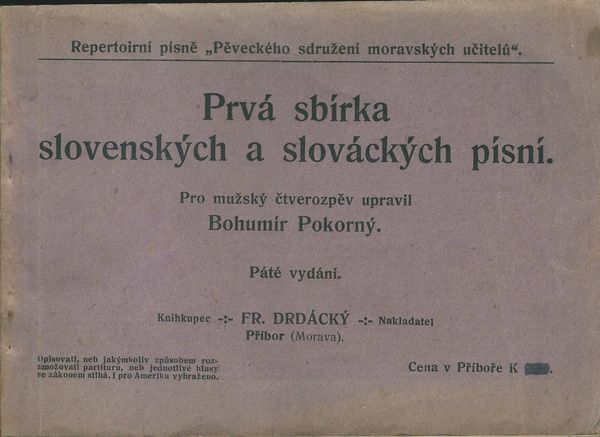 Repertoirní písně „Pěveckého sdružení moravských učitelů“.
Prvá sbírka
slovenských a slováckých písní.
Pro mužský čtverozpěv upravil
Bohumír Pokorný.
Páté vydání.
Knihkupec -:- FR. DRDÁCKÝ -:- Nakladatel
Příbor (Morava).
Opisovati, neb jakýmkoliv způsobem roz-
množovati partituru, neb jednotlivé hlasy
se zákonem stihá. I pro Ameriku vyhraženo.
Cena v Příboře K